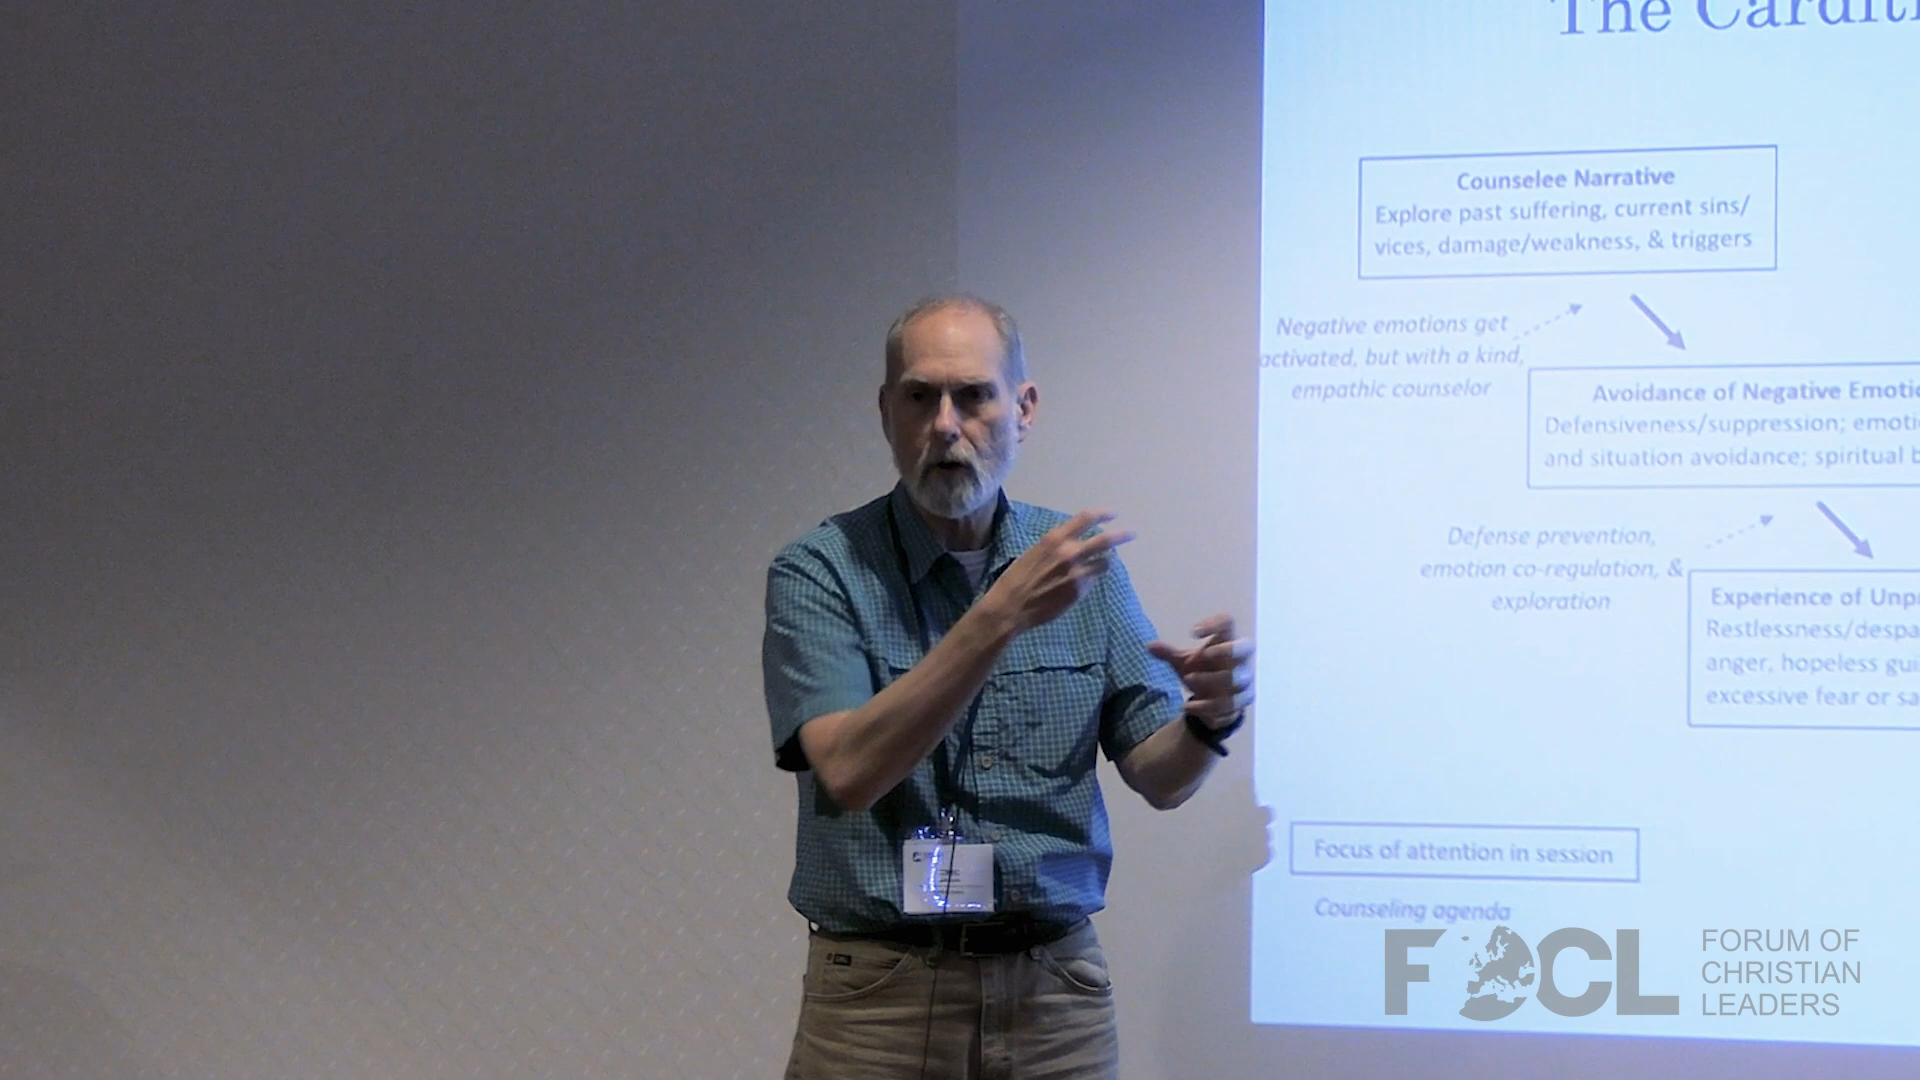 The Cardit
Counselee Narrative
Explore past suffering, current sins/
vices, damage/weakness, & triggers
Negative emotions get
activated, but with a kind,
empathic counselor
Avoidance of Negative Emotio
Defensiveness/suppression; emoti
and situation avoidance; spiritual b
Defense prevention,
emotion co-regulation, &
exploration
Experience of Unp
Restlessness/despa
anger, hopeless gui
excessive fear or sa
Focus of attention in session
Counseling agenda
FOCL
FORUM OF
CHRISTIAN
LEADERS